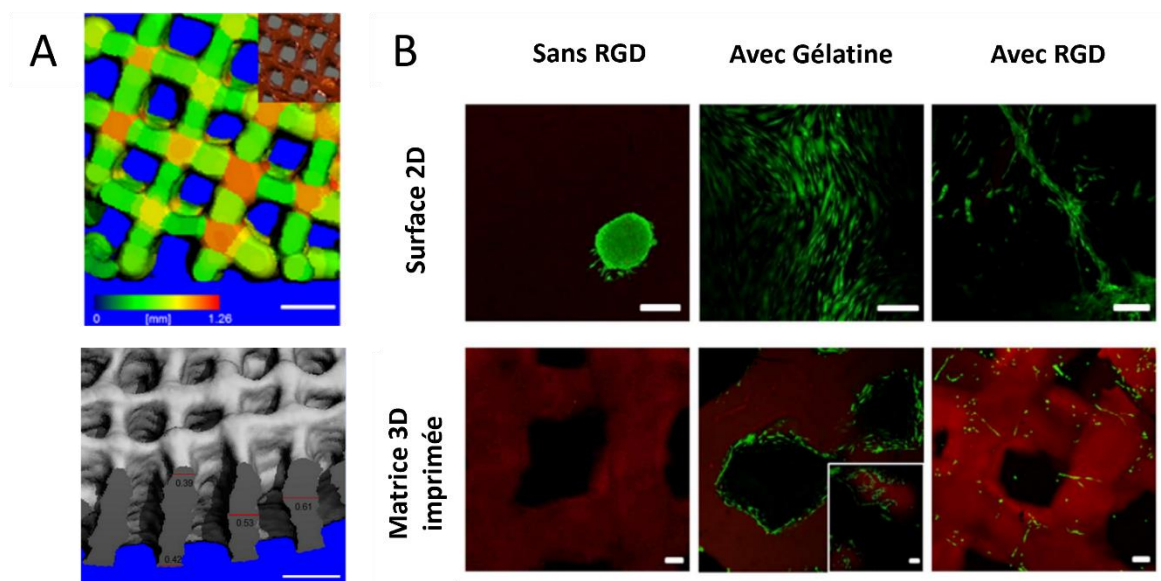 A
0
[mm]
1.26
0.39
0.53
0.61
0.42
B
Sans RGD
Avec Gélatine
Avec RGD
Surface 2D
Matrice 3D
imprimée